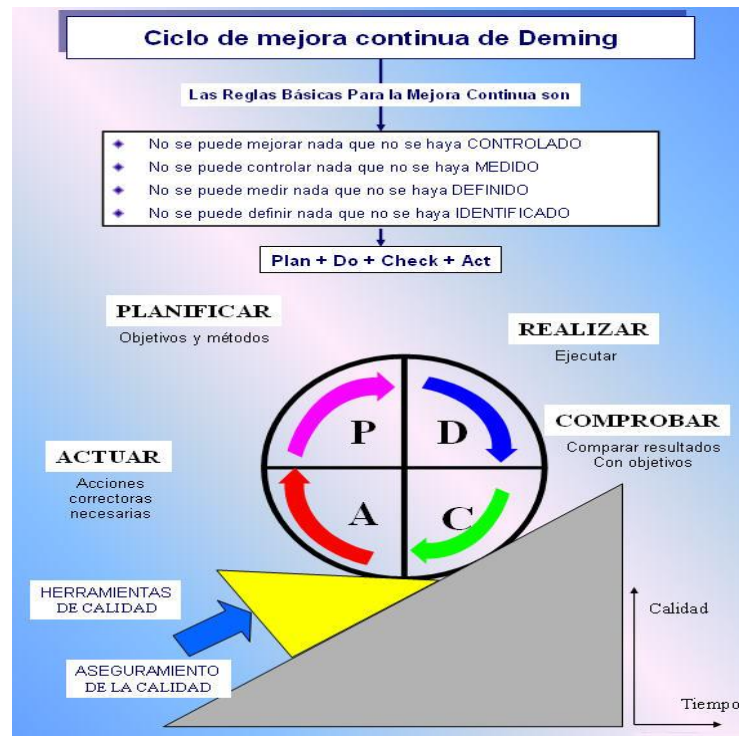 Ciclo de mejora continua de Deming
Las Reglas Básicas Para la Mejora Continua son
No se puede mejorar nada que no se haya CONTROLADO
No se puede controlar nada que no se haya MEDIDO
No se puede medir nada que no se haya DEFINIDO
No se puede definir nada que no se haya IDENTIFICADO
Plan + Do + Check + Act
PLANIFICAR
Objetivos y métodos
REALIZAR
Ejecutar
P
D
COMPROBAR
Comparar resultados
Con objetivos
ACTUAR
Acciones
correctoras
necesarias
A
C
HERRAMIENTAS
DE CALIDAD
ASEGURAMIENTO
DE LA CALIDAD
Calidad
Tiempo